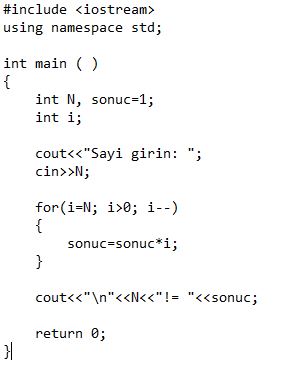 #include <iostream>
using namespace std;
int main ( )
{
int N, sonuc=1;
int i;
cout<<"Sayi girin: ";
cin>>N;
for(i=N; i>0; i--)
{
sonuc=sonuc*i;
}
cout<<"\n"<<N<<"!= "<<sonuc;
return 0;
}